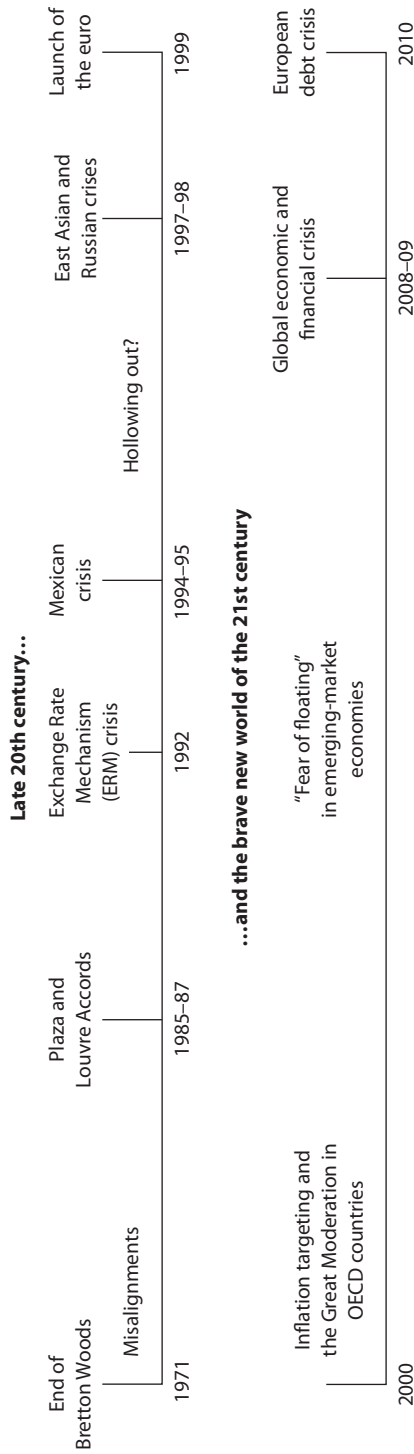 Late 20th century…
End of
Bretton Woods
Misalignments
Plaza and
Louvre Accords
Exchange Rate
Mechanism
(ERM) crisis
Mexican
crisis
Hollowing out?
East Asian and
Russian crises
Launch of
the euro
1971
1985–87
1992
1994–95
1997–98
1999
…and the brave new world of the 21st century
Inflation targeting and
the Great Moderation in
OECD countries
“Fear of floating”
in emerging-market
economies
Global economic and
financial crisis
European
debt crisis
2000
2008–09
2010